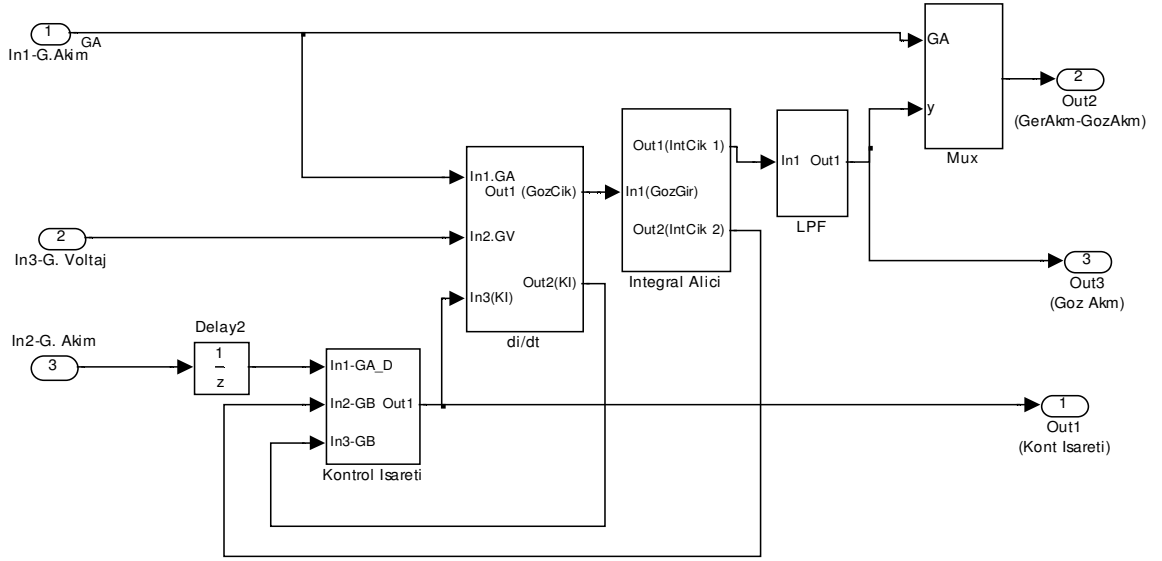 1
GA
In1-G.Akim
GA
y
Mux
2
Out2
(GerAkm-GozAkm)
In1.GA
Out1 (GozCik)
In2.GV
Out2(KI)
In3(KI)
di/dt
Out1(IntCik 1)
In1(GozGir)
Out2(IntCik 2)
Integral Alici
In1 Out1
LPF
2
In3-G. Voltaj
3
Out3
(Goz Akm)
In2-G. Akim
3
Delay2
1
z
In1-GA_D
In2-GB Out1
In3-GB
Kontrol Isareti
1
Out1
(Kont Isareti)